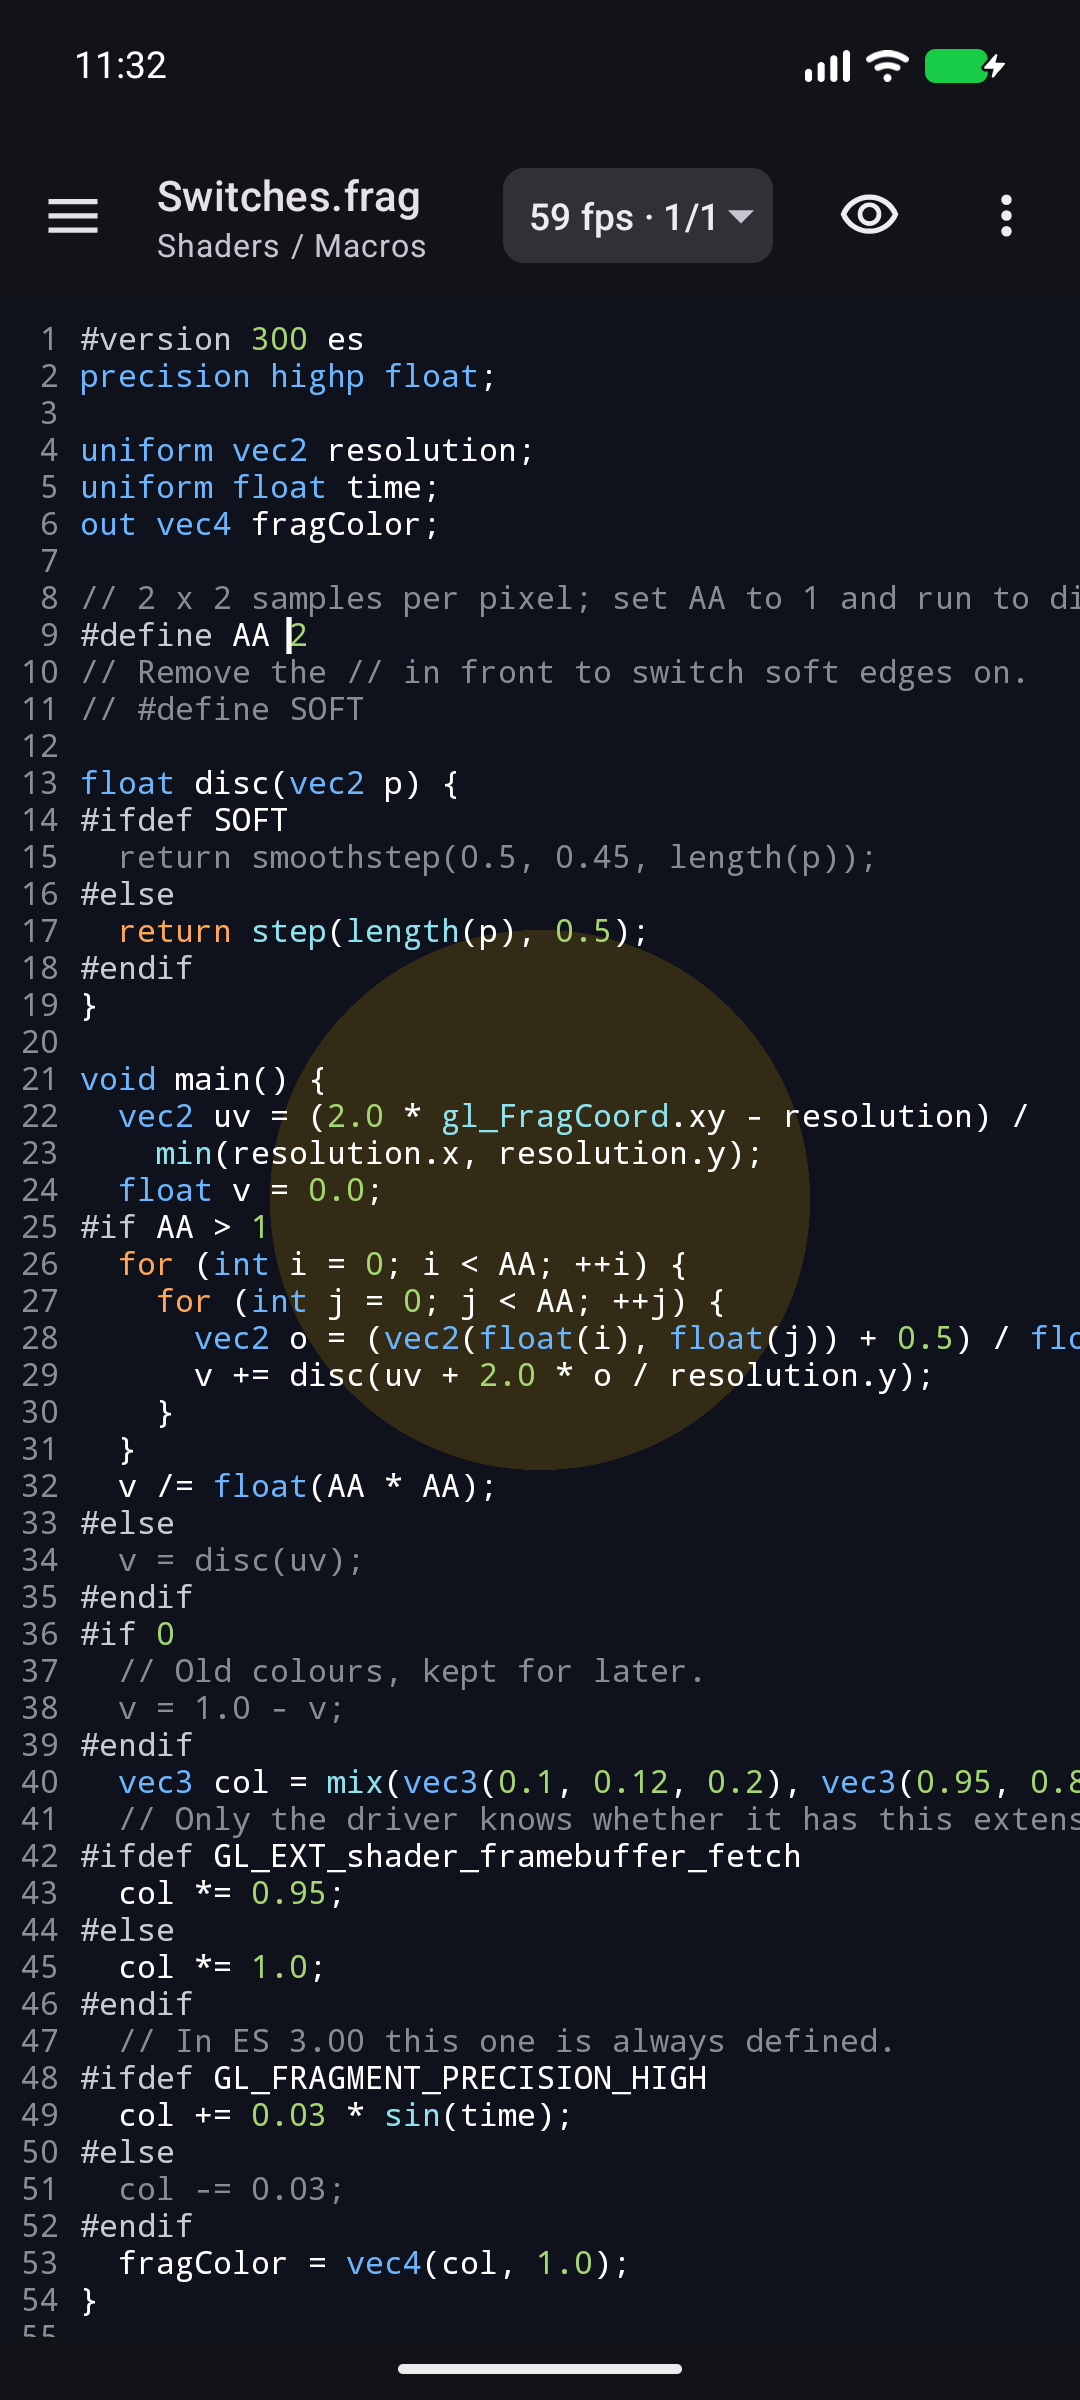 11:32
Switches.frag
Shaders / Macros
59 fps · 1/1
1 #version 300 es
2 precision highp float;
3
4 uniform vec2 resolution;
5 uniform float time;
6 out vec4 fragColor;
7
8 // 2 x 2 samples per pixel; set AA to 1 and run to di
9 #define AA 2
10 // Remove the // in front to switch soft edges on.
11 // #define SOFT
12
13 float disc(vec2 p) {
14 #ifdef SOFT
15   return smoothstep(0.5, 0.45, length(p));
16 #else
17   return step(length(p), 0.5);
18 #endif
19 }
20
21 void main() {
22   vec2 uv = (2.0 * gl_FragCoord.xy - resolution) /
23     min(resolution.x, resolution.y);
24   float v = 0.0;
25 #if AA > 1
26   for (int i = 0; i < AA; ++i) {
27     for (int j = 0; j < AA; ++j) {
28       vec2 o = (vec2(float(i), float(j)) + 0.5) / flo
29       v += disc(uv + 2.0 * o / resolution.y);
30     }
31   }
32   v /= float(AA * AA);
33 #else
34   v = disc(uv);
35 #endif
36 #if 0
37   // Old colours, kept for later.
38   v = 1.0 - v;
39 #endif
40   vec3 col = mix(vec3(0.1, 0.12, 0.2), vec3(0.95, 0.8
41   // Only the driver knows whether it has this extens
42 #ifdef GL_EXT_shader_framebuffer_fetch
43   col *= 0.95;
44 #else
45   col *= 1.0;
46 #endif
47   // In ES 3.00 this one is always defined.
48 #ifdef GL_FRAGMENT_PRECISION_HIGH
49   col += 0.03 * sin(time);
50 #else
51   col -= 0.03;
52 #endif
53   fragColor = vec4(col, 1.0);
54 }
55